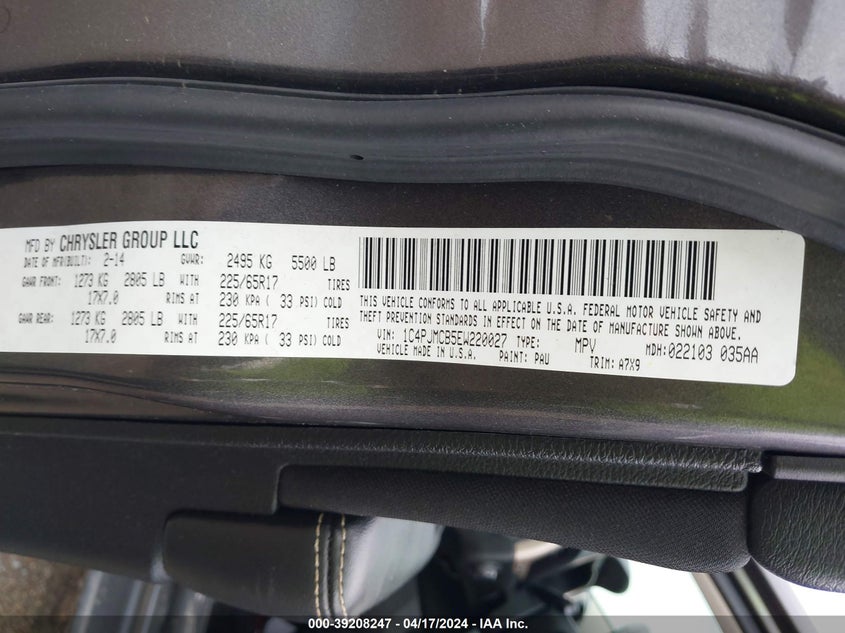 MFD BY CHRYSLER GROUP LLC
DATE OF MFR(BUILT): 2-14 GVWR: 2495 KG 5500 LB
GAWR FRONT: 1273 KG 2805 LB WITH 225/65R17 TIRES
17X7.0 RIMS AT 230 KPA ( 33 PSI) COLD
GAWR REAR: 1273 KG 2805 LB WITH 225/65R17 TIRES
17X7.0 RIMS AT 230 KPA ( 33 PSI) COLD
THIS VEHICLE CONFORMS TO ALL APPLICABLE U.S.A. FEDERAL MOTOR VEHICLE SAFETY AND
THEFT PREVENTION STANDARDS IN EFFECT ON THE DATE OF MANUFACTURE SHOWN ABOVE.
VIN: 1C4PJMCB5EW220027 TYPE: MPV MDH:022103 035AA
VEHICLE MADE IN U.S.A. PAINT: PAU TRIM: A7X9
000-39208247 - 04/17/2024 - IAA Inc.